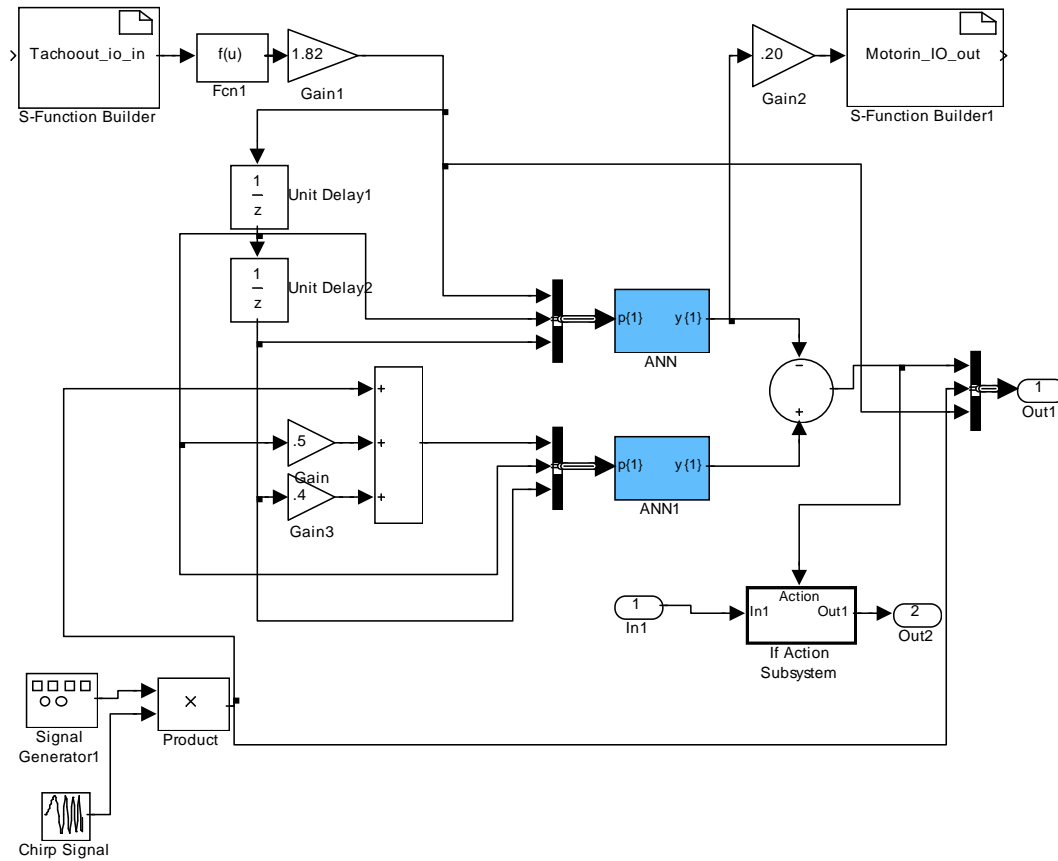 Tachoout_io_in
S-Function Builder
f(u)
Fcn1
1.82
Gain1
.20
Gain2
Motorin_IO_out
S-Function Builder1
1
z
Unit Delay1
1
z
Unit Delay2
p{1}
y{1}
ANN
−
+
1
Out1
+
+
+
.5
Gain
.4
Gain3
p{1}
y{1}
ANN1
1
In1
Action
In1
Out1
If Action
Subsystem
2
Out2
Signal
Generator1
×
Product
Chirp Signal